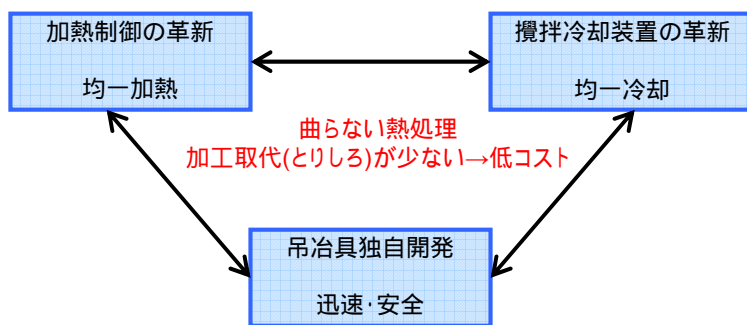 加熱制御の革新
均一加熱
攪拌冷却装置の革新
均一冷却
曲らない熱処理
加工取代(とりしろ)が少ない→低コスト
吊冶具独自開発
迅速・安全